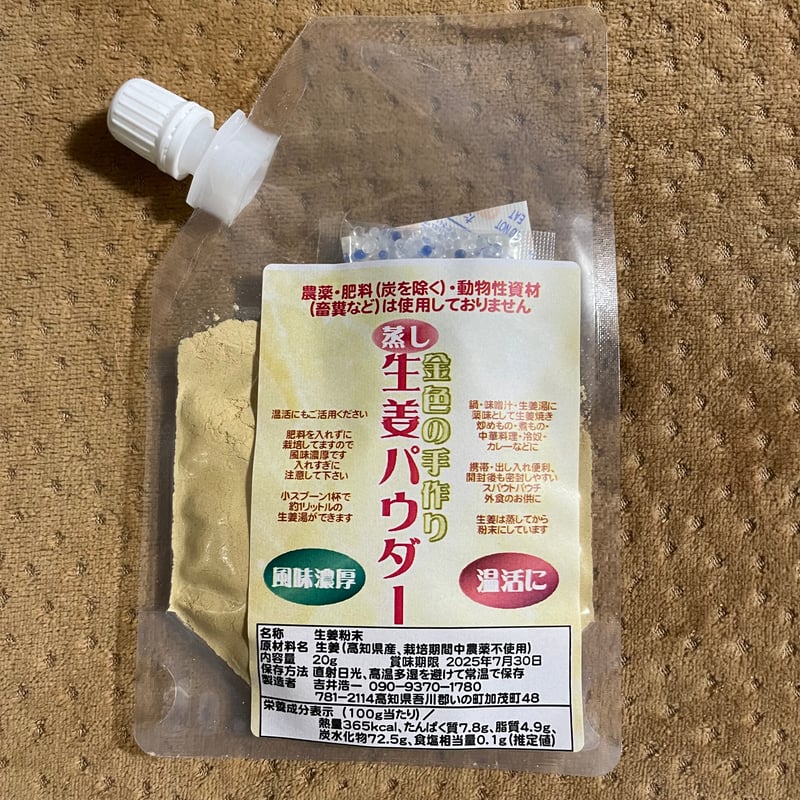 DO NOT
EAT
農薬・肥料(炭を除く)・動物性資材
(畜糞など)は使用しておりません
金色の手作り
蒸し
生姜パウダー
温活にもご活用ください
肥料を入れずに
栽培してますので
風味濃厚です
入れすぎに
注意して下さい
小スプーン1杯で
約1リットルの
生姜湯ができます
鍋・味噌汁・生姜湯に
薬味として生姜焼き
炒めもの・煮もの・
中華料理・冷奴・
カレーなどに
携帯・出し入れ便利、
開封後も密封しやすい
スパウトパウチ
外食のお供に
生姜は蒸してから
粉末にしています
風味濃厚
温活に
名称 生姜粉末
原材料名 生姜(高知県産、栽培期間中農薬不使用)
内容量 20g 賞味期限 2025年7月30日
保存方法 直射日光、高温多湿を避けて常温で保存
製造者 吉井浩一 090-9370-1780
781-2114高知県吾川郡いの町加茂町48
栄養成分表示 (100g当たり)/
熱量365kcal、たんぱく質7.8g、脂質4.9g、
炭水化物72.5g、食塩相当量0.1g(推定値)